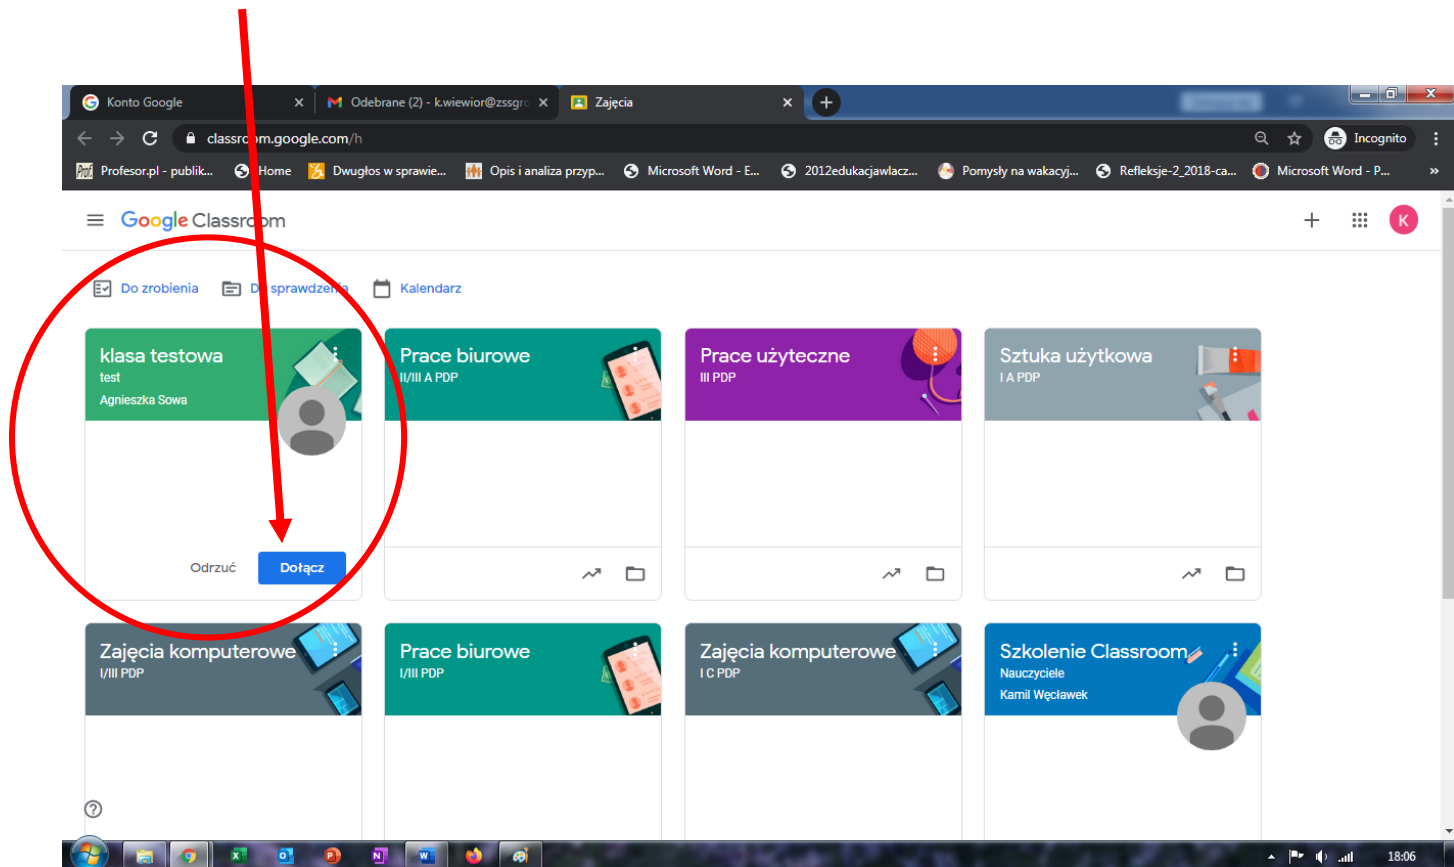 Konto Google
Odebrane (2) - k.wiewior@zssgro
Zajęcia
classroom.google.com/h
Incognito
Profesor.pl - publik...
Home
Dwugłos w sprawie...
Opis i analiza przyp...
Microsoft Word - E...
2012edukacjawlacz...
Pomysły na wakacyj...
Refleksje-2_2018-ca...
Microsoft Word - P...
»
Google Classroom
K
Do zrobienia
Do sprawdzenia
Kalendarz
klasa testowa
test
Agnieszka Sowa
Odrzuć
Dołącz
Prace biurowe
II/III A PDP
Prace użyteczne
III PDP
Sztuka użytkowa
I A PDP
Zajęcia komputerowe
I/III PDP
Prace biurowe
I/III PDP
Zajęcia komputerowe
I C PDP
Szkolenie Classroom
Nauczyciele
Kamil Węcławek
18:06